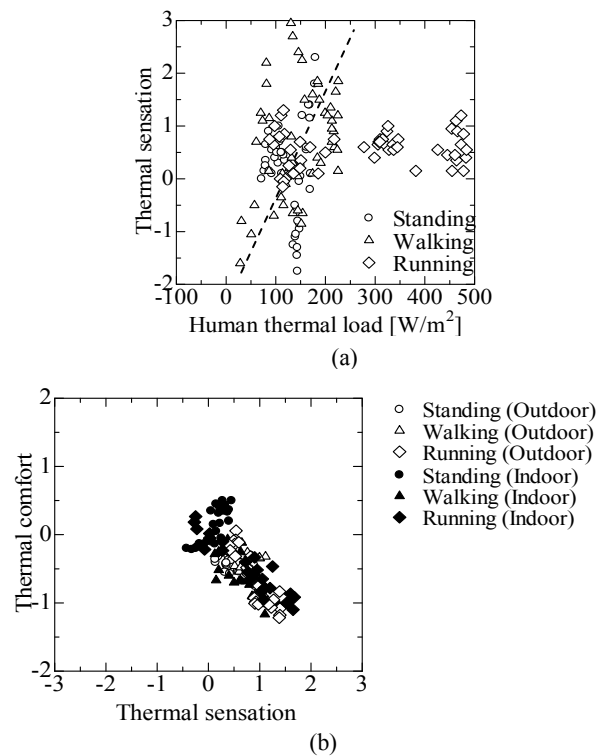 3
2
1
0
-1
-2
Thermal sensation
Standing
Walking
Running
-100 0 100 200 300 400 500
Human thermal load [W/m²]
(a)
2
1
0
-1
-2
Thermal comfort
-3 -2 -1 0 1 2 3
Thermal sensation
Standing (Outdoor)
Walking (Outdoor)
Running (Outdoor)
Standing (Indoor)
Walking (Indoor)
Running (Indoor)
(b)